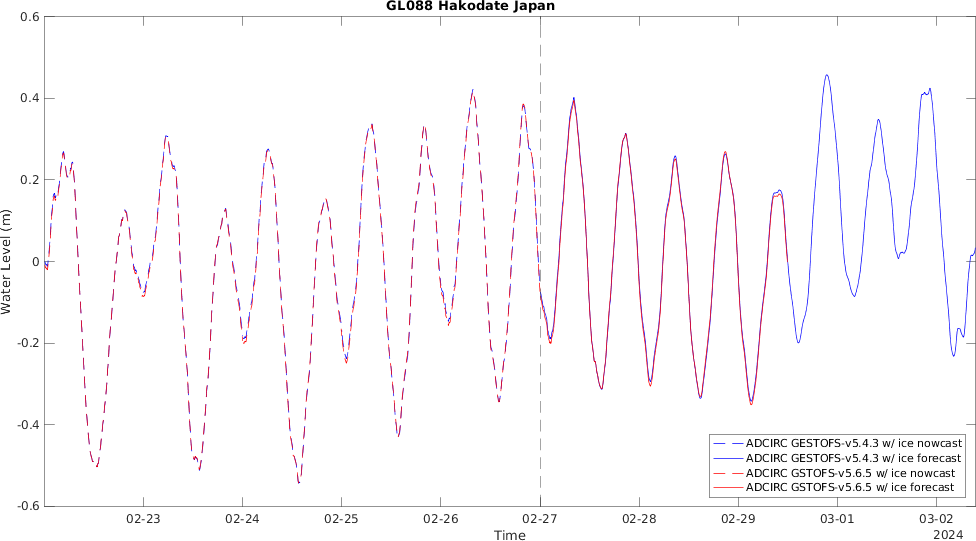 GL088 Hakodate Japan
0.6
0.4
0.2
0
-0.2
-0.4
-0.6
Water Level (m)
ADCIRC GESTOFS-v5.4.3 w/ ice nowcast
ADCIRC GESTOFS-v5.4.3 w/ ice forecast
ADCIRC GSTOFS-v5.6.5 w/ ice nowcast
ADCIRC GSTOFS-v5.6.5 w/ ice forecast
02-23 02-24 02-25 02-26 02-27 02-28 02-29 03-01 03-02
Time 2024